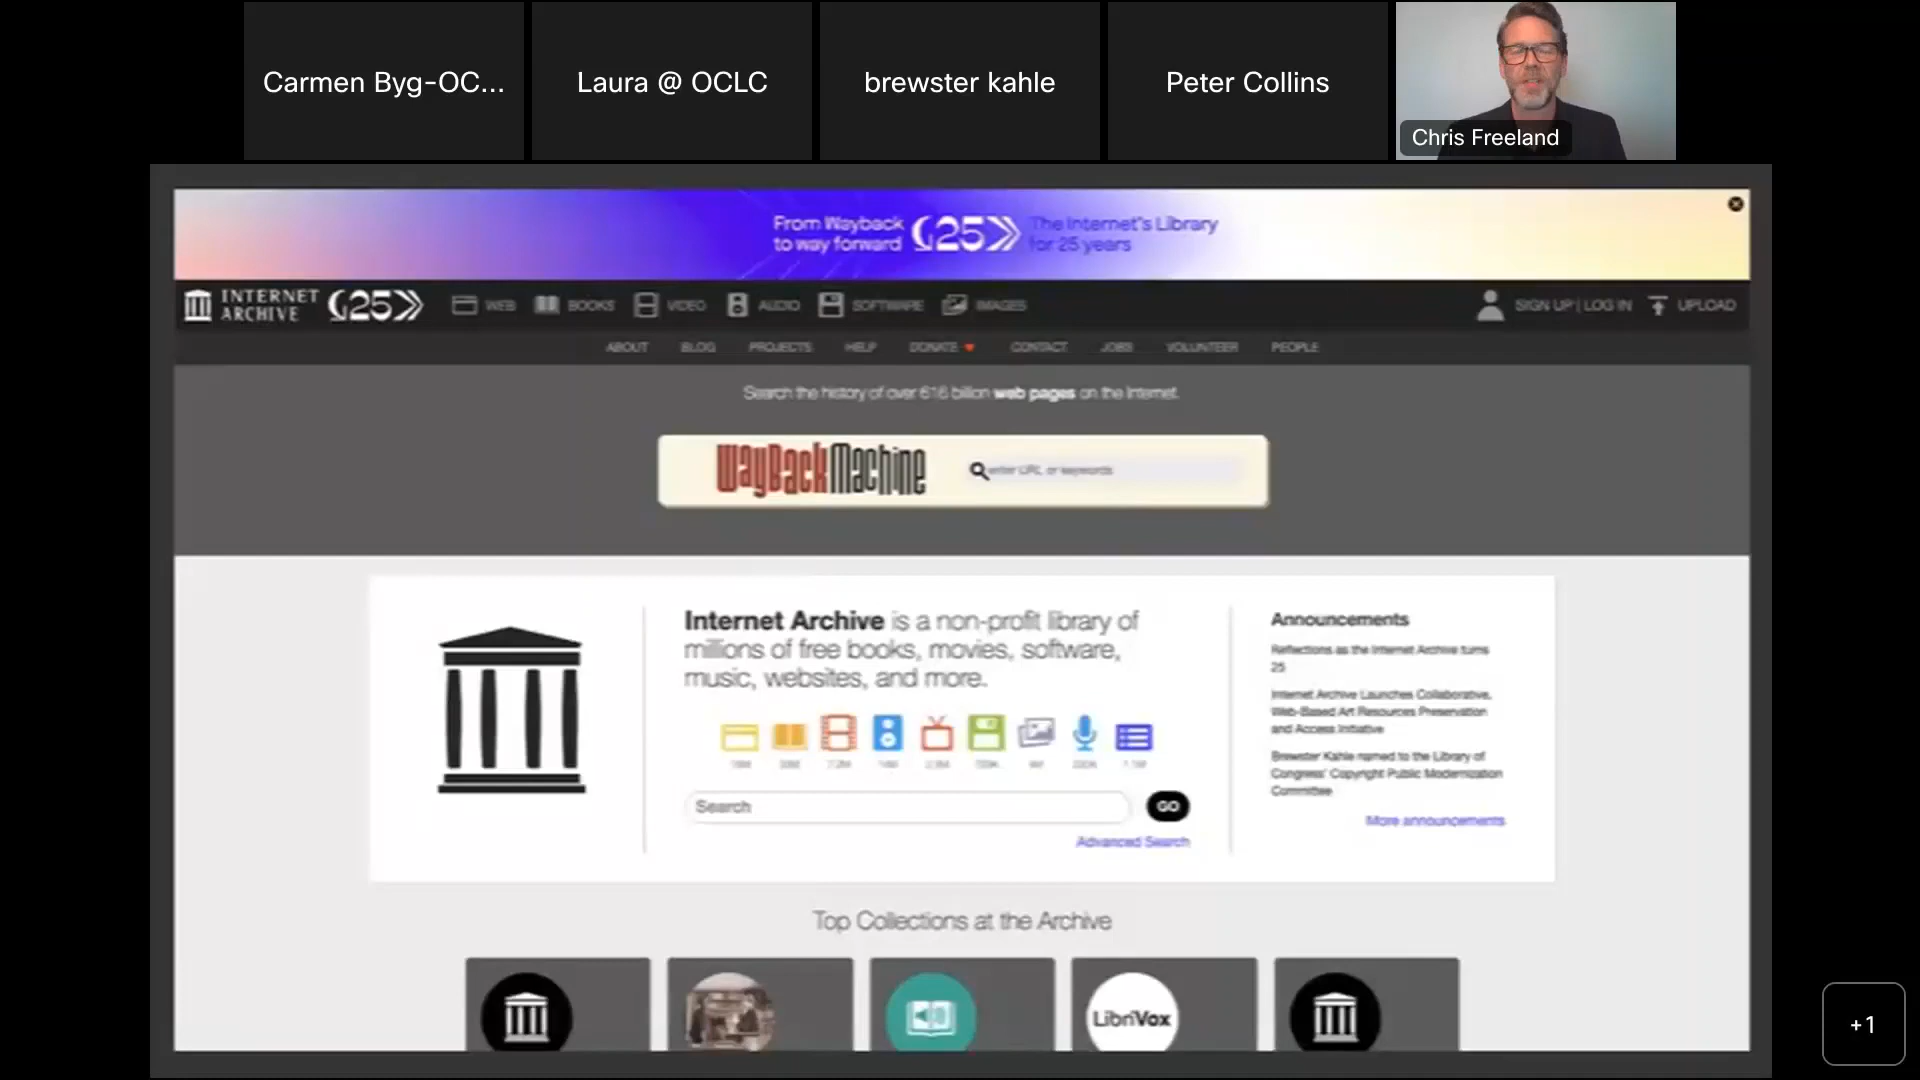 Carmen Byg-OC...
Laura @ OCLC
brewster kahle
Peter Collins
Chris Freeland
From Wayback
to way forward
25
The Internet's Library
for 25 years
INTERNET
ARCHIVE
25
WEB
BOOKS
VIDEO
AUDIO
SOFTWARE
IMAGES
SIGN UP | LOG IN
UPLOAD
ABOUT
BLOG
PROJECTS
HELP
DONATE
CONTACT
JOBS
VOLUNTEER
PEOPLE
Search the history of over 616 billion web pages on the Internet.
WayBackMachine
enter URL or keywords
Internet Archive is a non-profit library of
millions of free books, movies, software,
music, websites, and more.
Search
GO
Advanced Search
Announcements
Reflections as the Internet Archive turns
25
Internet Archive Launches Collaborative,
Web-Based Art Resources Preservation
and Access Initiative
Brewster Kahle named to the Library of
Congress' Copyright Public Modernization
Committee
More announcements
Top Collections at the Archive
LibriVox
+1